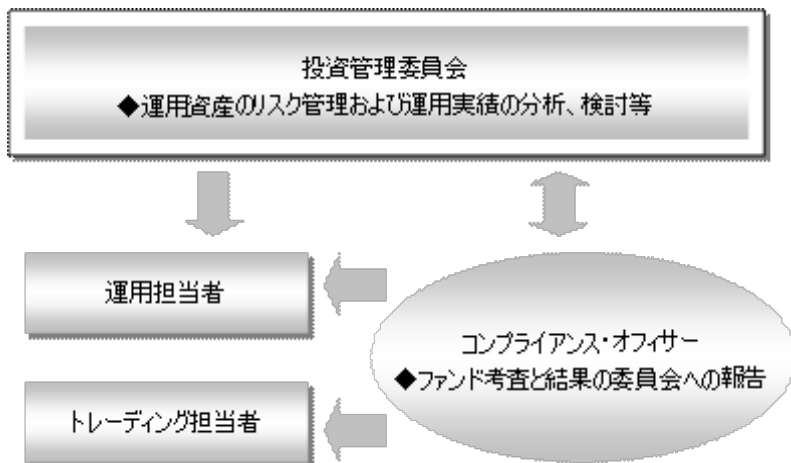 投資管理委員会
◆運用資産のリスク管理および運用実績の分析、検討等
運用担当者
コンプライアンス・オフィサー
◆ファンド考査と結果の委員会への報告
トレーディング担当者